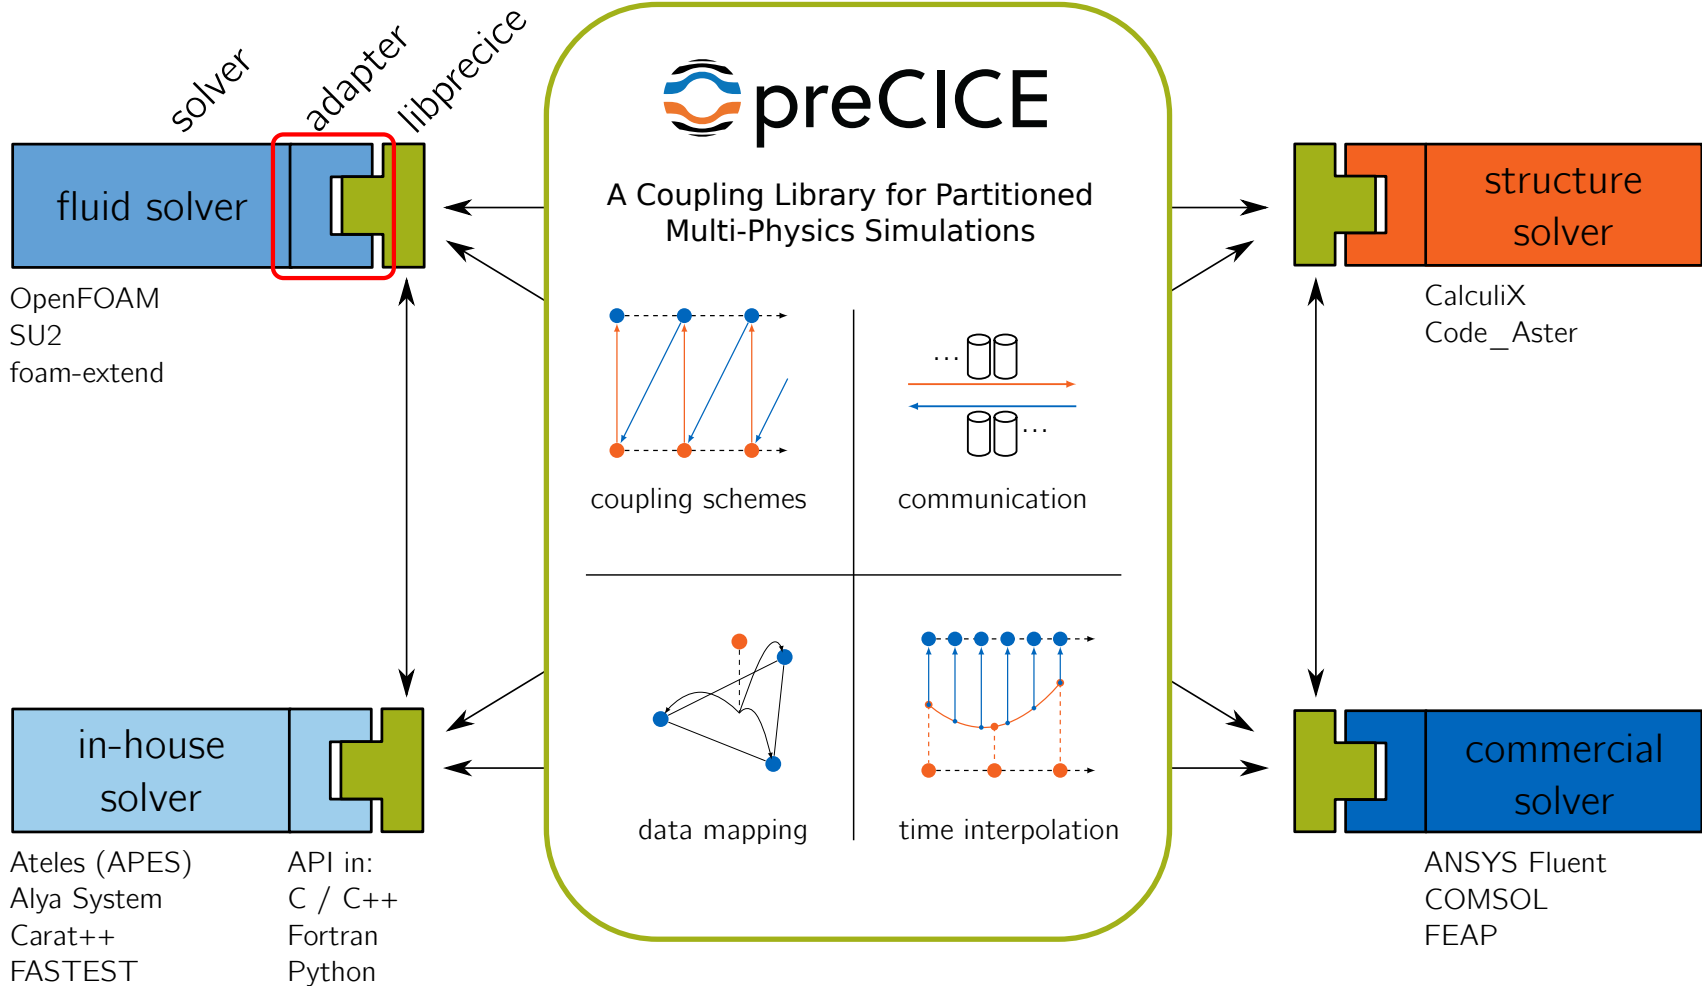 solver
adapter
libprecice
fluid solver
OpenFOAM
SU2
foam-extend
preCICE
A Coupling Library for Partitioned
Multi-Physics Simulations
coupling schemes
...
...
communication
data mapping
time interpolation
structure
solver
CalculiX
Code_Aster
in-house
solver
Ateles (APES)
Alya System
Carat++
FASTEST
API in:
C / C++
Fortran
Python
commercial
solver
ANSYS Fluent
COMSOL
FEAP